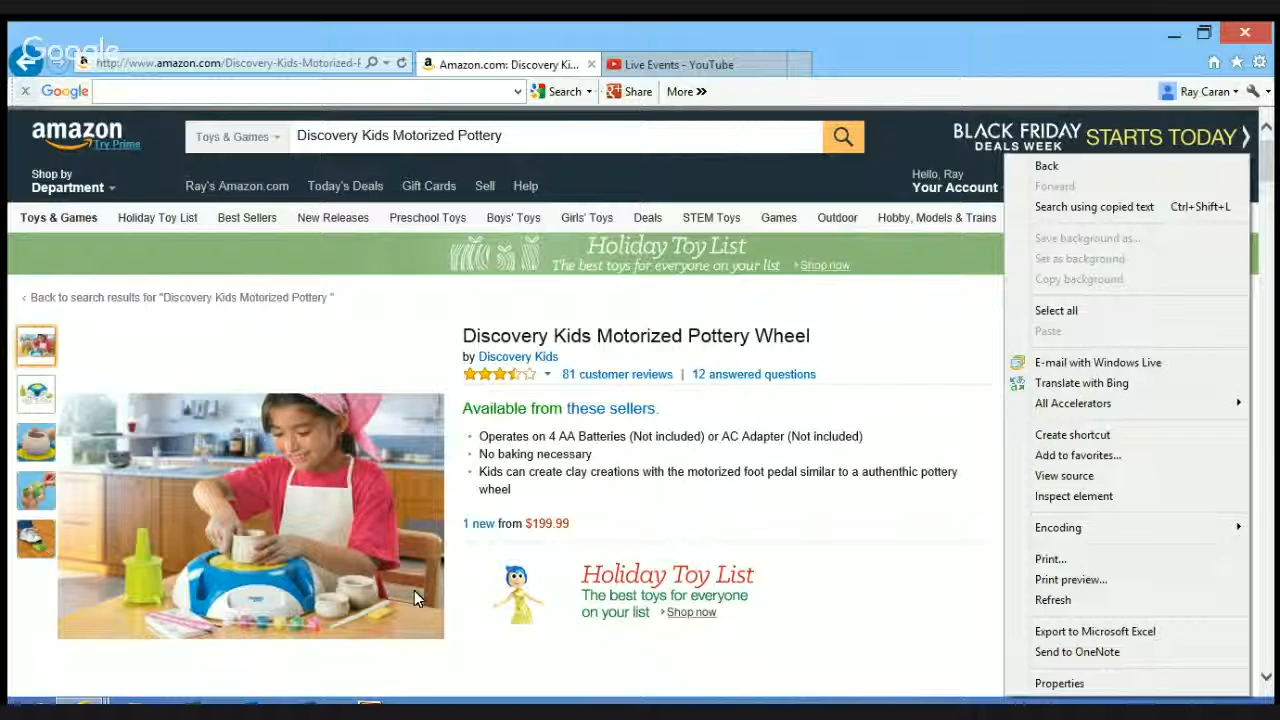 Google
http://www.amazon.com/Discovery-Kids-Motorized-F
Amazon.com: Discovery Ki...
Live Events - YouTube
Google
Search
Share
More »
Ray Caran
amazon
Try Prime
Toys & Games
Discovery Kids Motorized Pottery
BLACK FRIDAY
DEALS WEEK
STARTS TODAY
Shop by
Department
Ray's Amazon.com
Today's Deals
Gift Cards
Sell
Help
Hello, Ray
Your Account
Toys & Games
Holiday Toy List
Best Sellers
New Releases
Preschool Toys
Boys' Toys
Girls' Toys
Deals
STEM Toys
Games
Outdoor
Hobby, Models & Trains
Holiday Toy List
The best toys for everyone on your list
Shop now
‹ Back to search results for "Discovery Kids Motorized Pottery "
Discovery Kids Motorized Pottery Wheel
by Discovery Kids
81 customer reviews | 12 answered questions
Available from these sellers.
• Operates on 4 AA Batteries (Not included) or AC Adapter (Not included)
• No baking necessary
• Kids can create clay creations with the motorized foot pedal similar to a authenthic pottery
wheel
1 new from $199.99
Holiday Toy List
The best toys for everyone
on your list › Shop now
Back
Forward
Search using copied text Ctrl+Shift+L
Save background as...
Set as background
Copy background
Select all
Paste
E-mail with Windows Live
Translate with Bing
All Accelerators
Create shortcut
Add to favorites...
View source
Inspect element
Encoding
Print...
Print preview...
Refresh
Export to Microsoft Excel
Send to OneNote
Properties